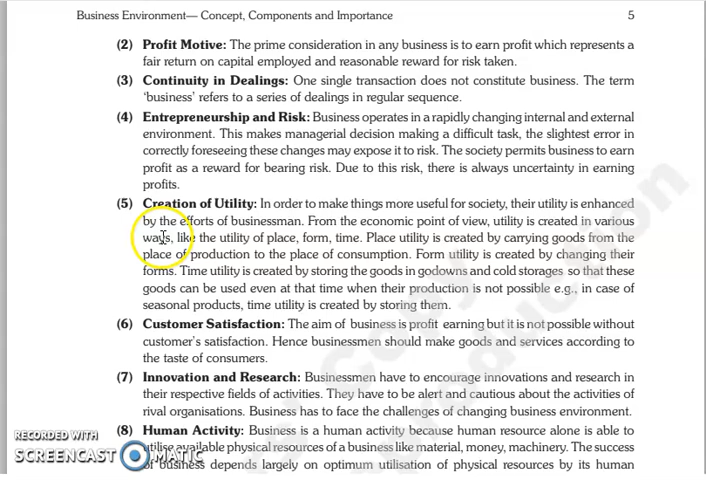 Business Environment— Concept, Components and Importance 5
(2) Profit Motive: The prime consideration in any business is to earn profit which represents a
fair return on capital employed and reasonable reward for risk taken.
(3) Continuity in Dealings: One single transaction does not constitute business. The term
‘business’ refers to a series of dealings in regular sequence.
(4) Entrepreneurship and Risk: Business operates in a rapidly changing internal and external
environment. This makes managerial decision making a difficult task, the slightest error in
correctly foreseeing these changes may expose it to risk. The society permits business to earn
profit as a reward for bearing risk. Due to this risk, there is always uncertainty in earning
profits.
(5) Creation of Utility: In order to make things more useful for society, their utility is enhanced
by the efforts of businessman. From the economic point of view, utility is created in various
ways, like the utility of place, form, time. Place utility is created by carrying goods from the
place of production to the place of consumption. Form utility is created by changing their
forms. Time utility is created by storing the goods in godowns and cold storages so that these
goods can be used even at that time when their production is not possible e.g., in case of
seasonal products, time utility is created by storing them.
(6) Customer Satisfaction: The aim of business is profit earning but it is not possible without
customer's satisfaction. Hence businessmen should make goods and services according to
the taste of consumers.
(7) Innovation and Research: Businessmen have to encourage innovations and research in
their respective fields of activities. They have to be alert and cautious about the activities of
rival organisations. Business has to face the challenges of changing business environment.
(8) Human Activity: Business is a human activity because human resource alone is able to
utilise available physical resources of a business like material, money, machinery. The success
of business depends largely on optimum utilisation of physical resources by its human
RECORDED WITH
SCREENCAST MATIC